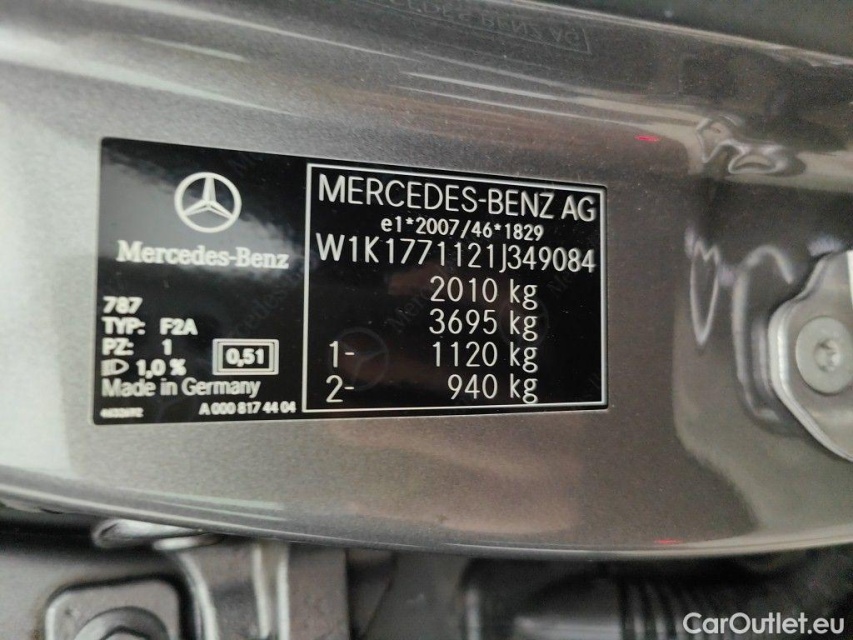 Mercedes-Benz
787
TYP: F2A
PZ: 1
1,0 %
0,51
Made in Germany
A 000 817 44 04
MERCEDES-BENZ AG
e1*2007/46*1829
W1K1771121J349084
2010 kg
3695 kg
1- 1120 kg
2- 940 kg
CarOutlet.eu